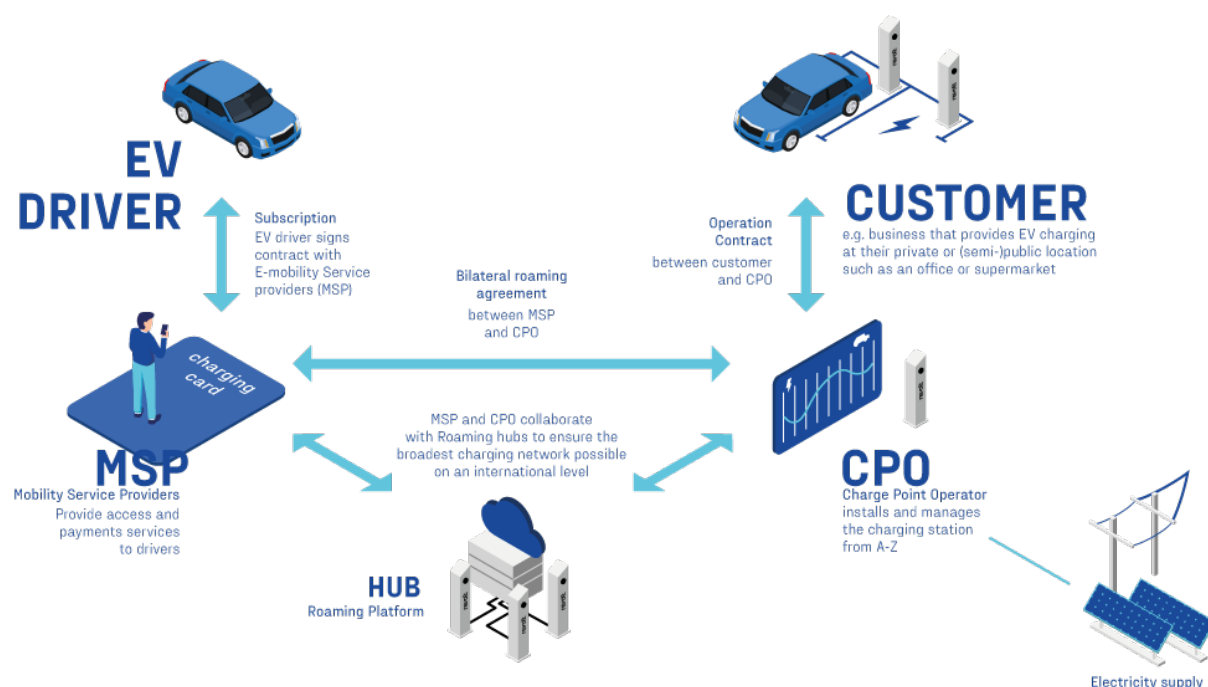 EV
DRIVER
Subscription
EV driver signs
contract with
E-mobility Service
providers (MSP)
Operation
Contract
between customer
and CPO
CUSTOMER
e.g. business that provides EV charging
at their private or (semi-)public location
such as an office or supermarket
Bilateral roaming
agreement
between MSP
and CPO
charging
card
MSP and CPO collaborate
with Roaming hubs to ensure the
broadest charging network possible
on an international level
MSP
Mobility Service Providers
Provide access and
payments services
to drivers
CPO
Charge Point Operator
installs and manages
the charging station
from A-Z
HUB
Roaming Platform
Electricity supply